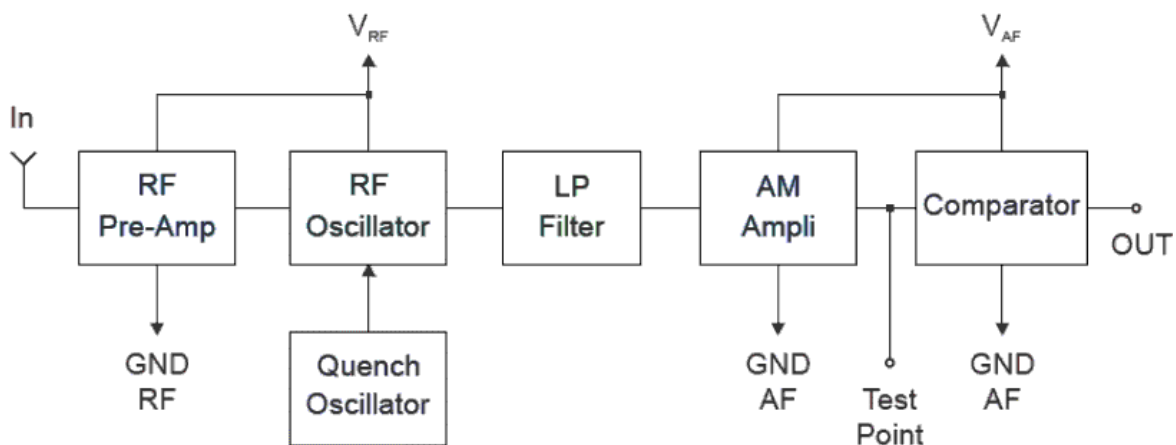 V_RF
V_AF
In
RF
Pre-Amp
RF
Oscillator
LP
Filter
AM
Ampli
Comparator
OUT
GND
RF
Quench
Oscillator
GND
AF
Test
Point
GND
AF